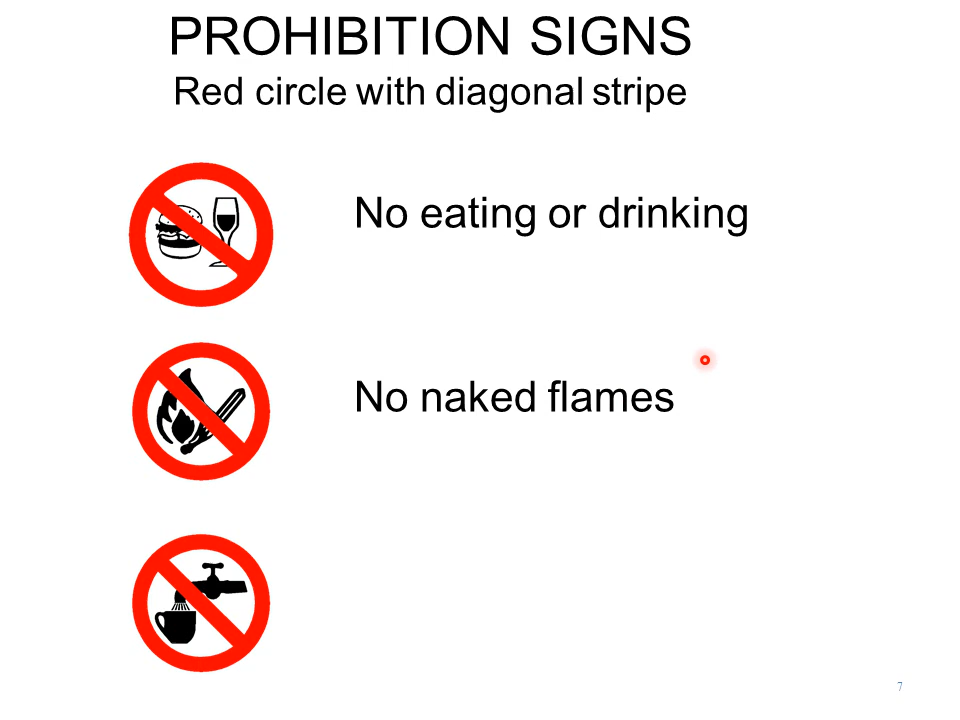 PROHIBITION SIGNS
Red circle with diagonal stripe
No eating or drinking
No naked flames
7